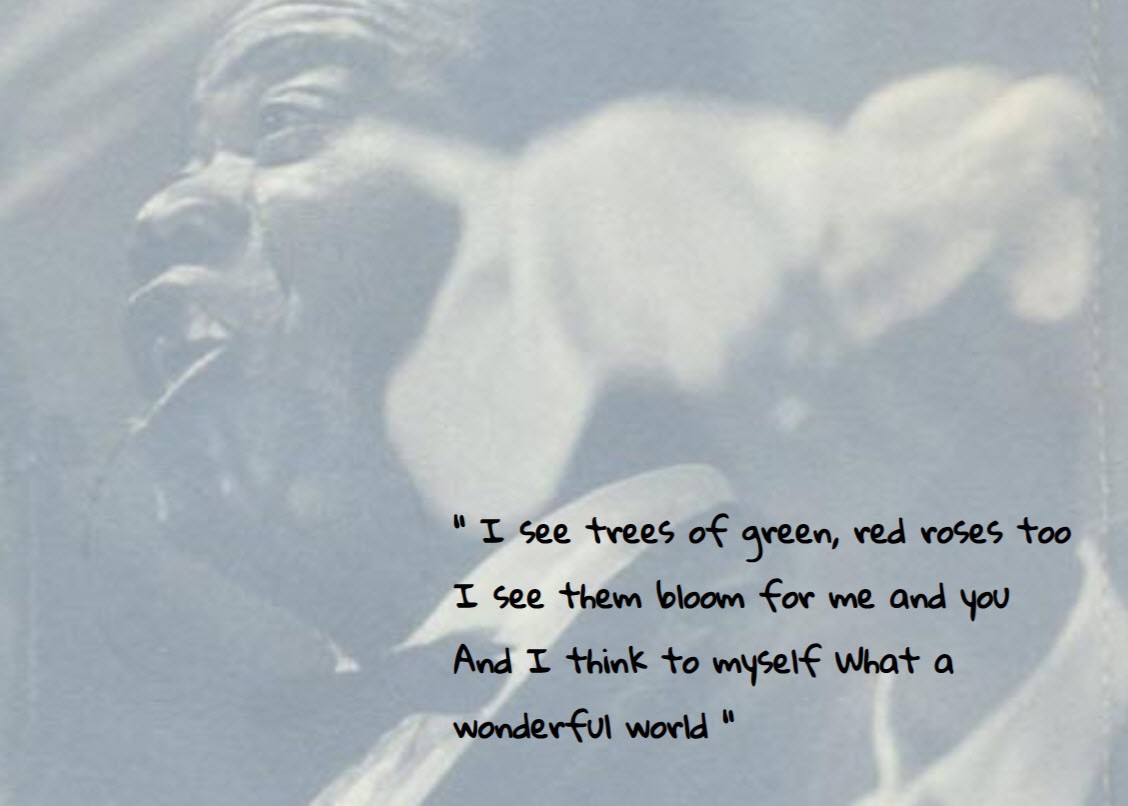 " I see trees of green, red roses too
I see them bloom for me and you
And I think to myself What a
wonderful world "